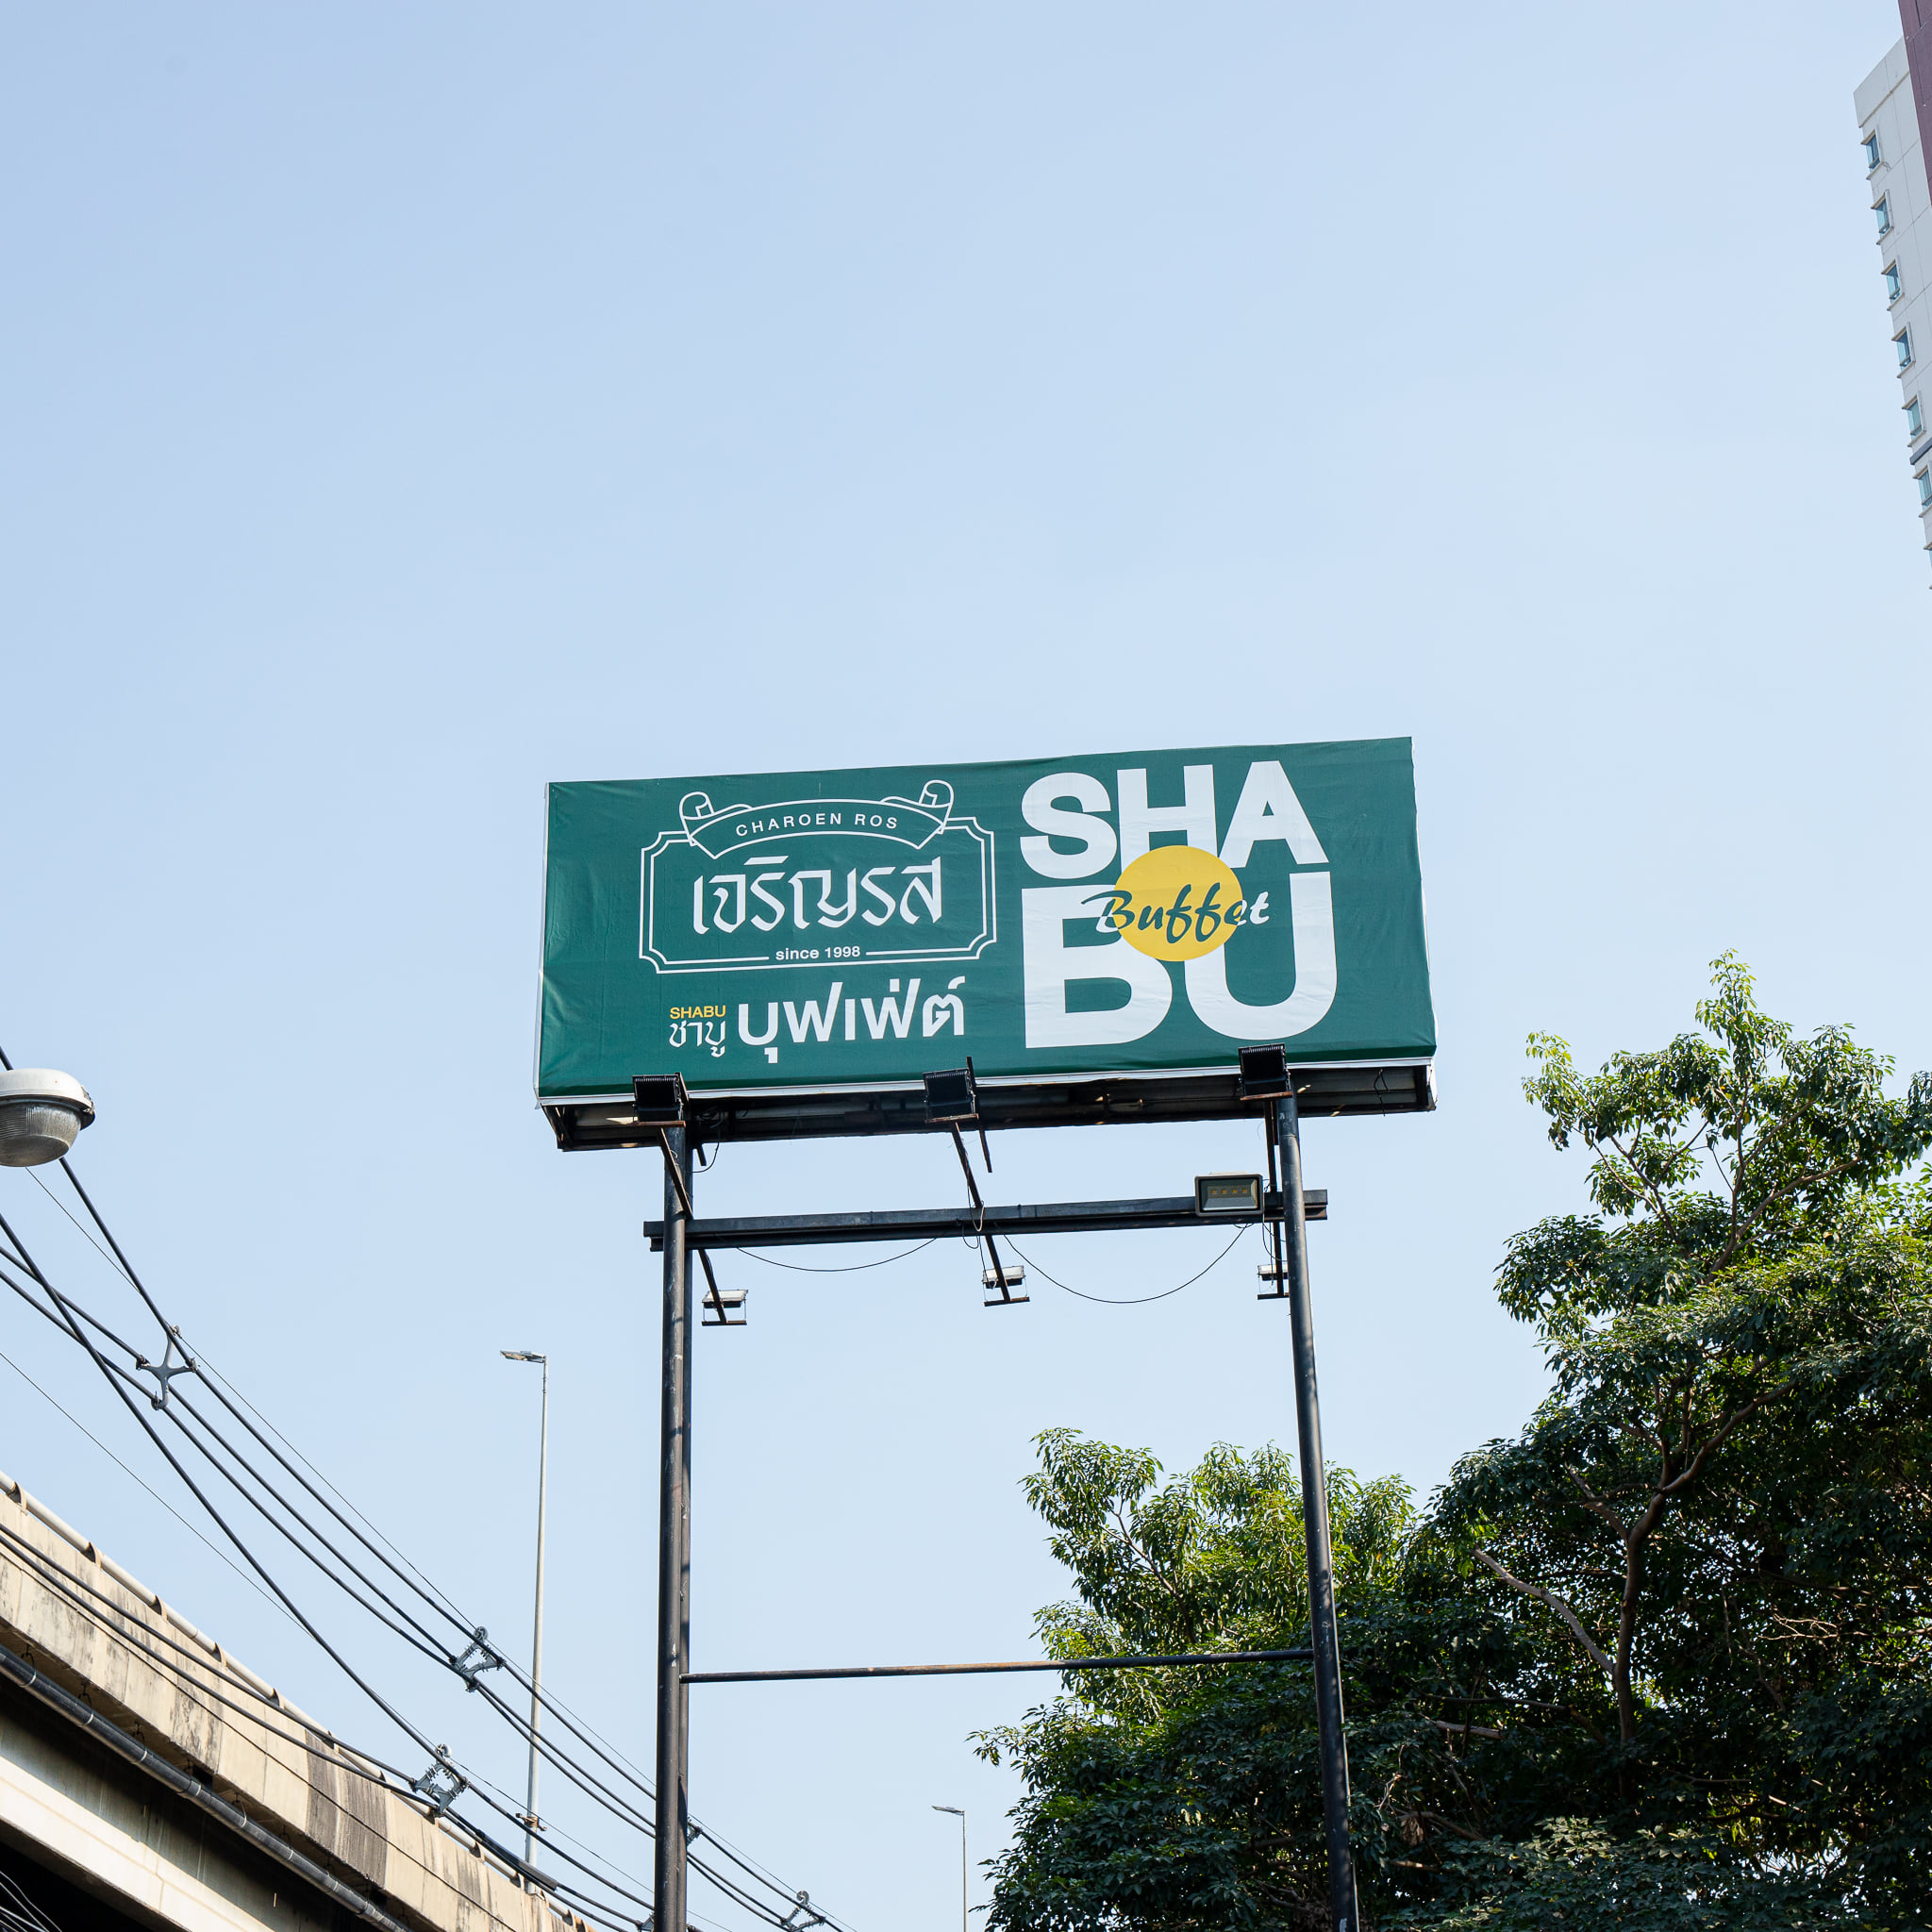 CHAROEN ROS
เจริญรส
since 1998
SHABU
ชาบู บุฟเฟ่ต์
SHA
Buffet
BU